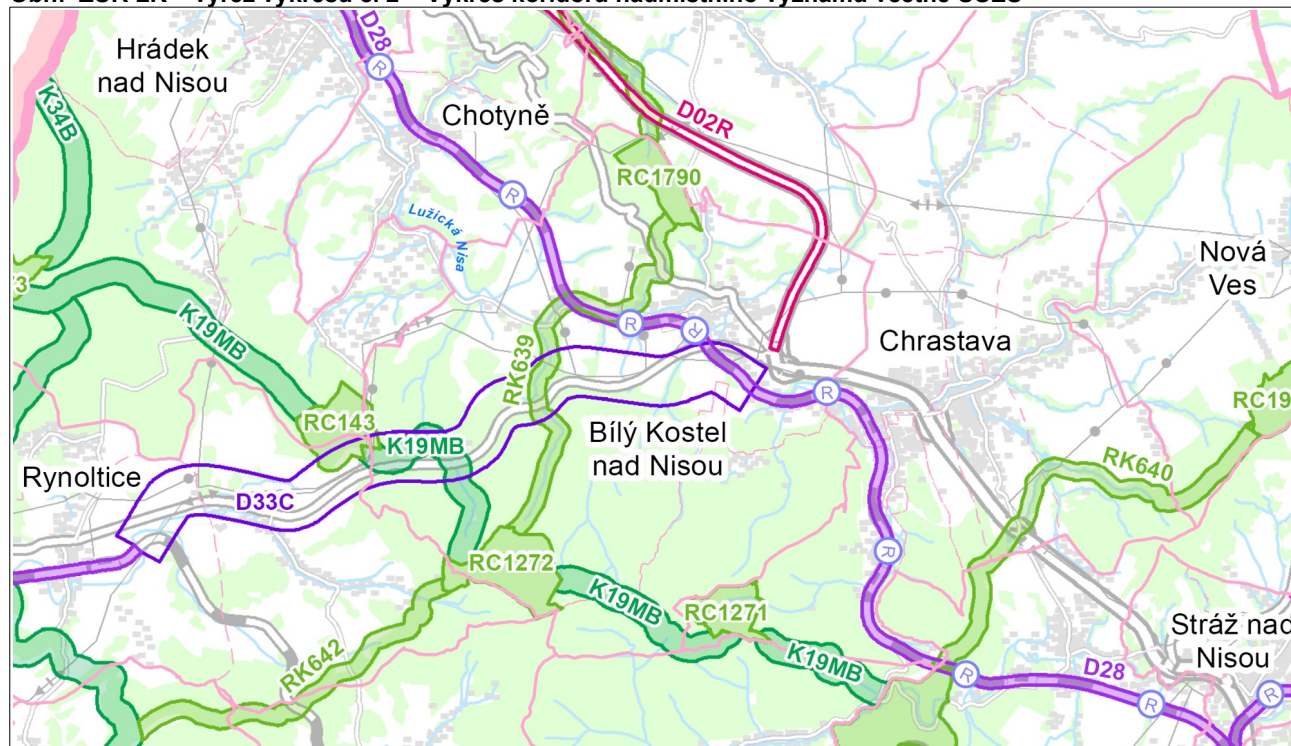 Hrádek
nad Nisou
D28
R
K34B
Chotyně
D02R
RC1790
R
Lužická
Nisa
Nová
Ves
K19MB
RK639
R
R
Chrastava
R
RC19
RC143
K19MB
Bílý Kostel
nad Nisou
RK640
Rynoltice
D33C
R
RC1272
K19MB
RC1271
K19MB
Stráž nad
Nisou
RK642
R
D28
R
R